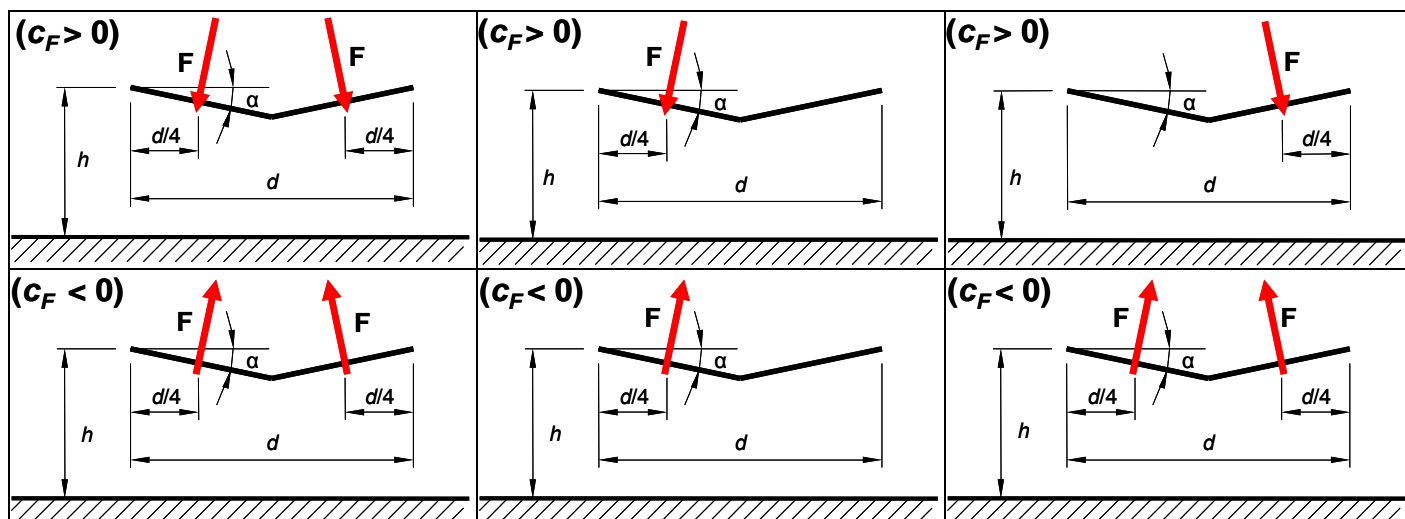 (cF > 0)
F
F
α
d/4
d/4
h
d
(cF > 0)
F
α
d/4
h
d
(cF > 0)
F
α
d/4
h
d
(cF < 0)
F
F
α
d/4
d/4
h
d
(cF < 0)
F
α
d/4
h
d
(cF < 0)
F
F
α
d/4
d/4
h
d